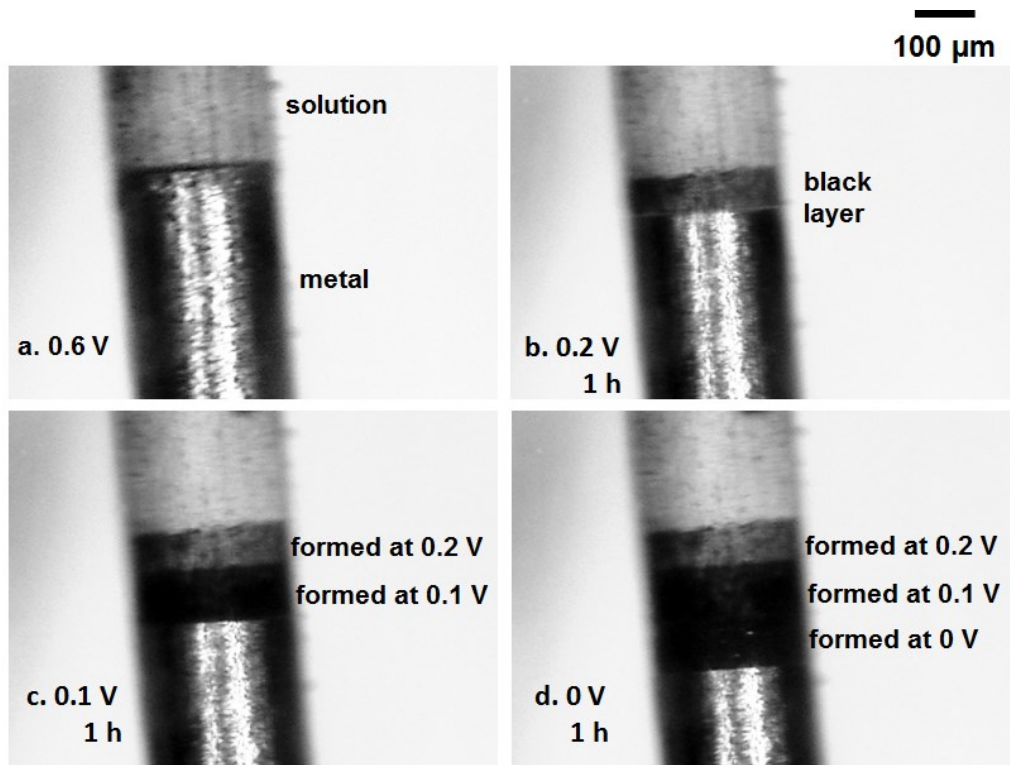 100 µm
solution
metal
a. 0.6 V
black
layer
b. 0.2 V
1 h
formed at 0.2 V
formed at 0.1 V
c. 0.1 V
1 h
formed at 0.2 V
formed at 0.1 V
formed at 0 V
d. 0 V
1 h